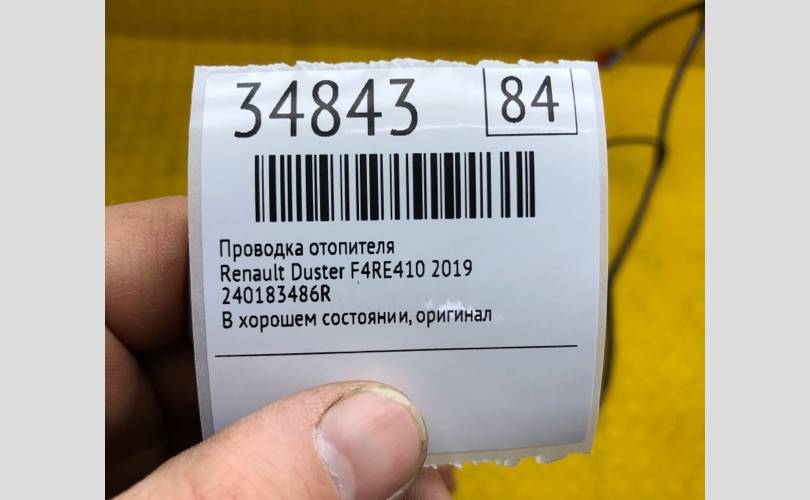 34843 84
Проводка отопителя
Renault Duster F4RE410 2019
240183486R
В хорошем состоянии, оригинал